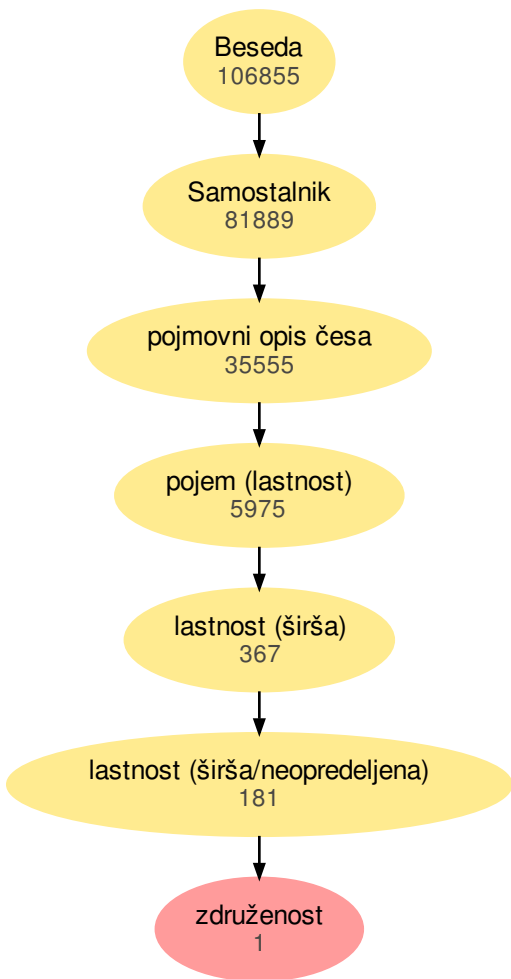 Beseda
106855
Samostalnik
81889
pojmovni opis česa
35555
pojem (lastnost)
5975
lastnost (širša)
367
lastnost (širša/neopredeljena)
181
združenost
1